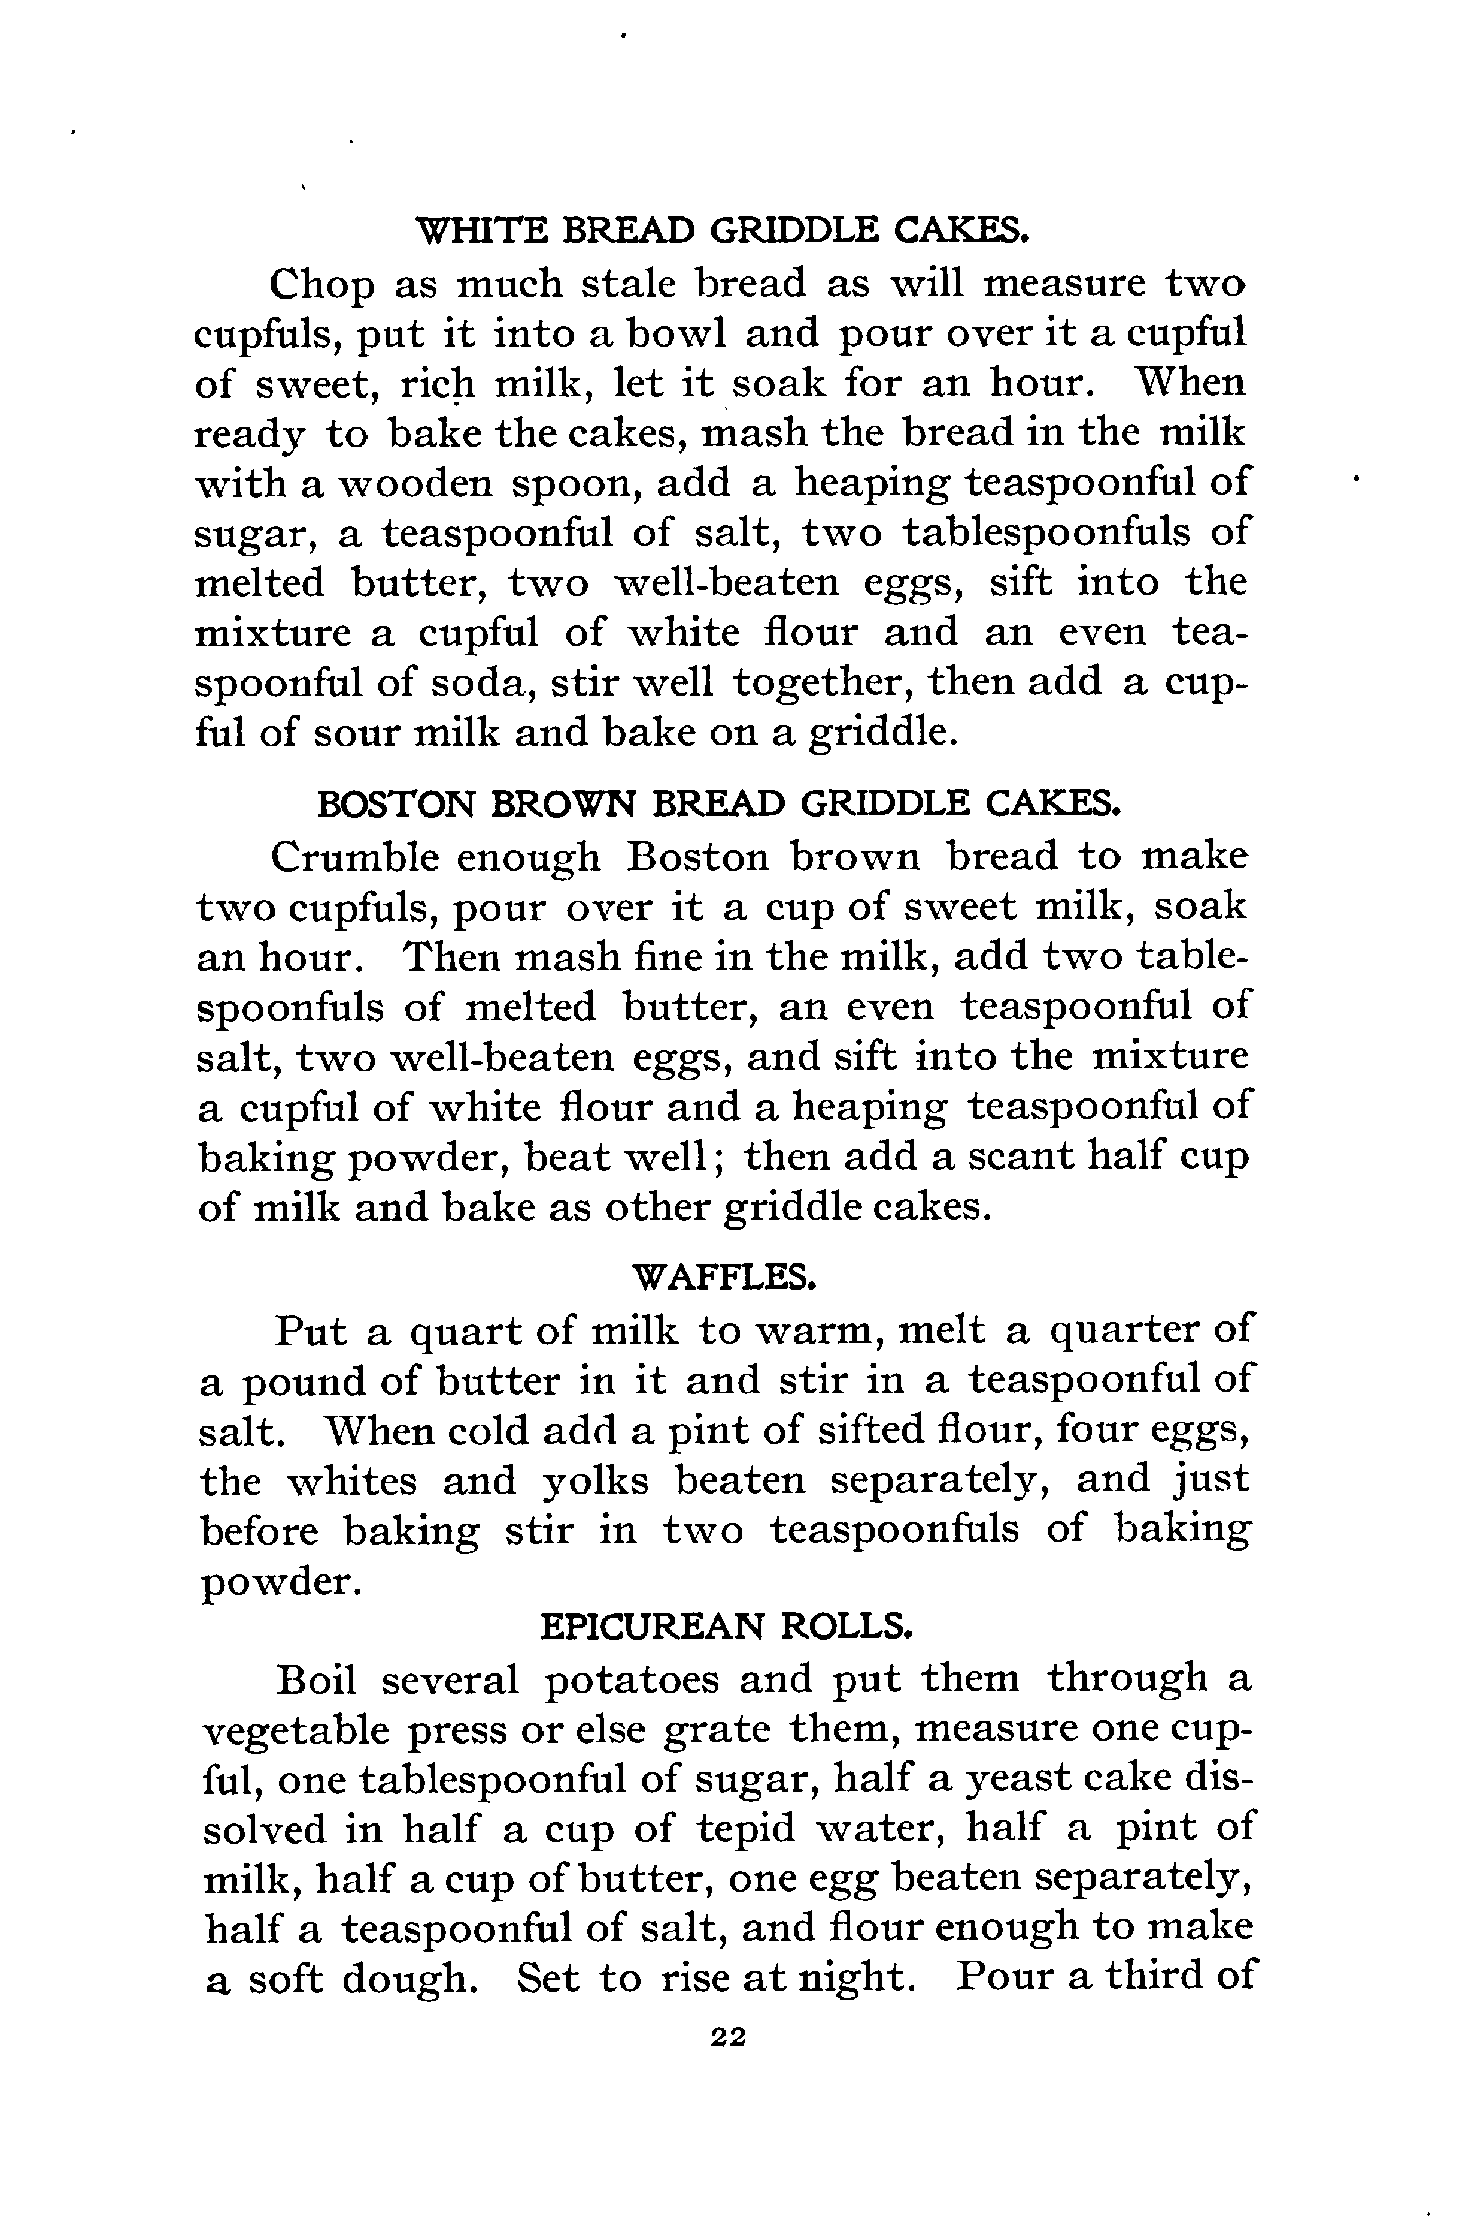 WHITE BREAD GRIDDLE CAKES.
Chop as much stale bread as will measure two
cupfuls, put it into a bowl and pour over it a cupful
of sweet, rich milk, let it soak for an hour. When
ready to bake the cakes, mash the bread in the milk
with a wooden spoon, add a heaping teaspoonful of
sugar, a teaspoonful of salt, two tablespoonfuls of
melted butter, two well-beaten eggs, sift into the
mixture a cupful of white flour and an even tea-
spoonful of soda, stir well together, then add a cup-
ful of sour milk and bake on a griddle.
BOSTON BROWN BREAD GRIDDLE CAKES.
Crumble enough Boston brown bread to make
two cupfuls, pour over it a cup of sweet milk, soak
an hour. Then mash fine in the milk, add two table-
spoonfuls of melted butter, an even teaspoonful of
salt, two well-beaten eggs, and sift into the mixture
a cupful of white flour and a heaping teaspoonful of
baking powder, beat well; then add a scant half cup
of milk and bake as other griddle cakes.
WAFFLES.
Put a quart of milk to warm, melt a quarter of
a pound of butter in it and stir in a teaspoonful of
salt. When cold add a pint of sifted flour, four eggs,
the whites and yolks beaten separately, and just
before baking stir in two teaspoonfuls of baking
powder.
EPICUREAN ROLLS.
Boil several potatoes and put them through a
vegetable press or else grate them, measure one cup-
ful, one tablespoonful of sugar, half a yeast cake dis-
solved in half a cup of tepid water, half a pint of
milk, half a cup of butter, one egg beaten separately,
half a teaspoonful of salt, and flour enough to make
a soft dough. Set to rise at night. Pour a third of
22